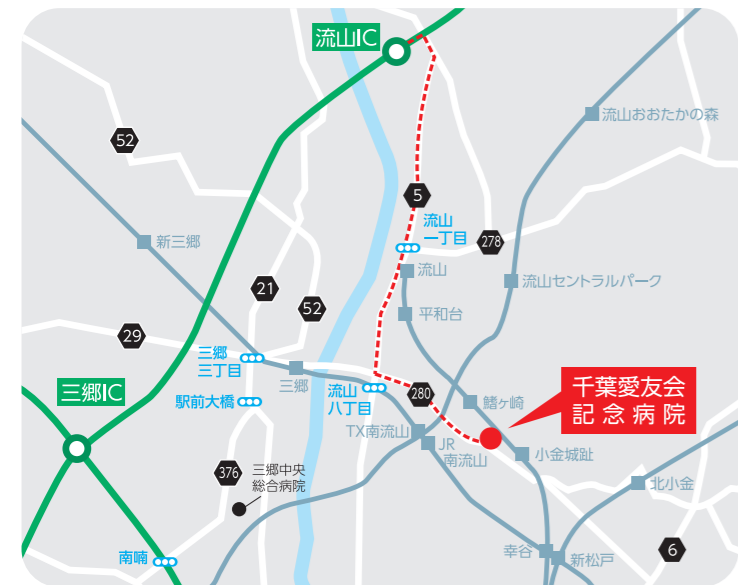 流山IC
流山おおたかの森
52
5
流山
一丁目
278
新三郷
流山
流山セントラルパーク
21
52
平和台
29
三郷
三丁目
三郷
流山
八丁目
280
千葉愛友会
記念病院
三郷IC
駅前大橋
鰭ヶ崎
TX南流山
JR
南流山
小金城趾
376
三郷中央
総合病院
北小金
南哺
幸谷
新松戸
6